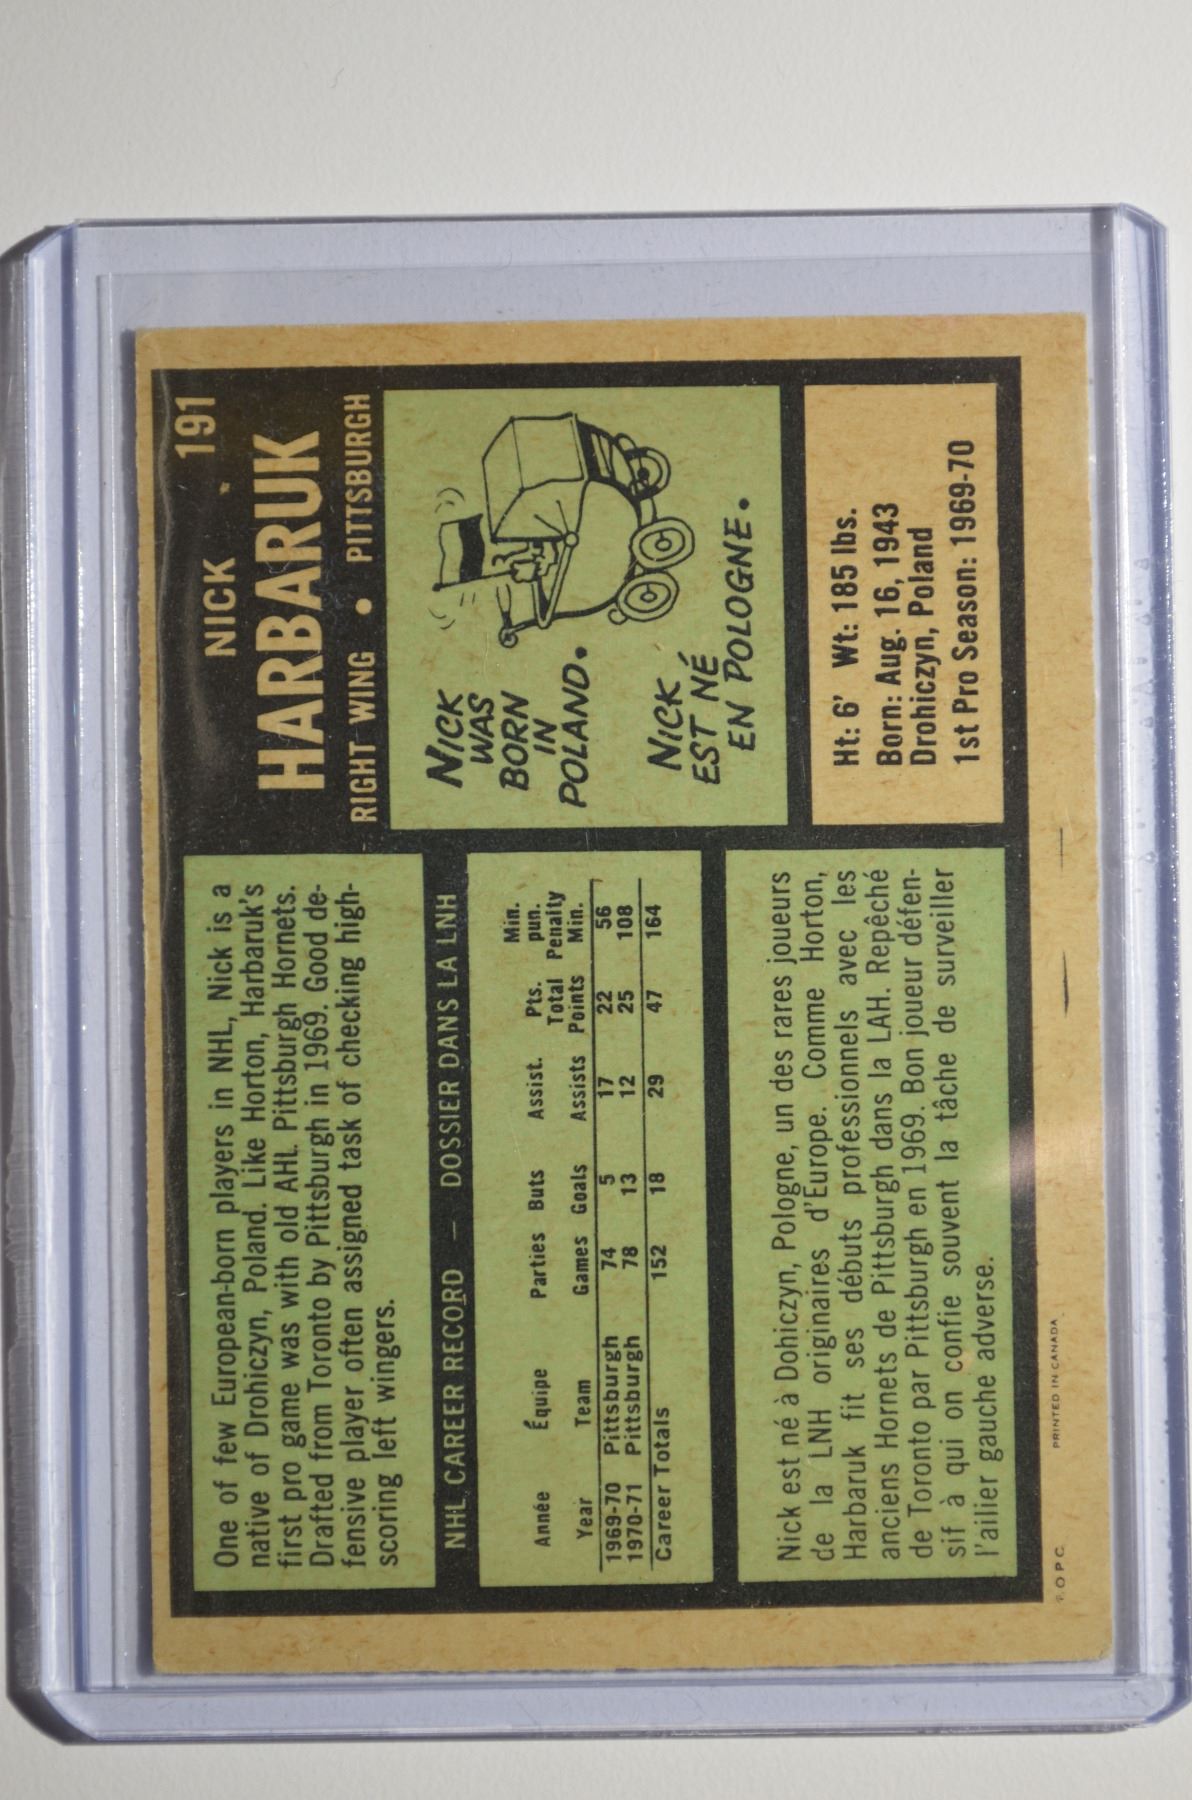 NICK 191
HARBARUK
RIGHT WING • PITTSBURGH
One of few European-born players in NHL, Nick is a
native of Drohiczyn, Poland. Like Horton, Harbaruk's
first pro game was with old AHL Pittsburgh Hornets.
Drafted from Toronto by Pittsburgh in 1969. Good de-
fensive player often assigned task of checking high-
scoring left wingers.
NHL CAREER RECORD — DOSSIER DANS LA LNH
Année Équipe Parties Buts Assist. Pts. Total Min. pun.
Year Team Games Goals Assists Points Penalty Min.
1969-70 Pittsburgh 74 5 17 22 56
1970-71 Pittsburgh 78 13 12 25 108
Career Totals 152 18 29 47 164
Nick est né à Dohiczyn, Pologne, un des rares joueurs
de la LNH originaires d'Europe. Comme Horton,
Harbaruk fit ses débuts professionnels avec les
anciens Hornets de Pittsburgh dans la LAH. Repêché
de Toronto par Pittsburgh en 1969. Bon joueur défen-
sif à qui on confie souvent la tâche de surveiller
l'ailier gauche adverse.
NICK
WAS
BORN
IN
POLAND.
NICK
EST NÉ
EN POLOGNE.
Ht: 6' Wt: 185 lbs.
Born: Aug. 16, 1943
Drohiczyn, Poland
1st Pro Season: 1969-70
O.P.C. PRINTED IN CANADA.